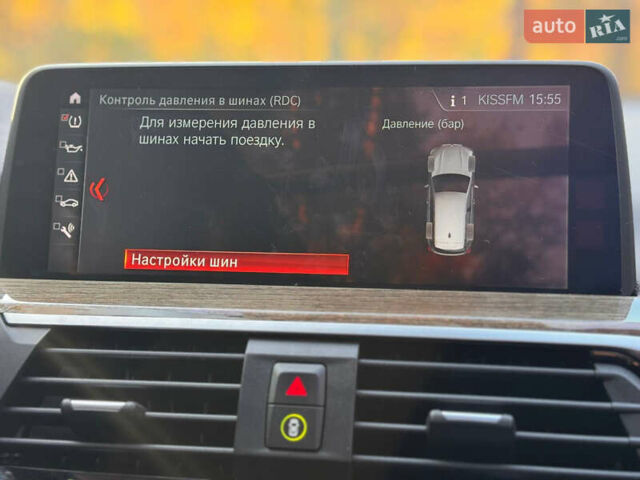 auto RIA.com
Контроль давления в шинах (RDC)
i 1 KISSFM 15:55
Для измерения давления в
шинах начать поездку.
Давление (бар)
Настройки шин